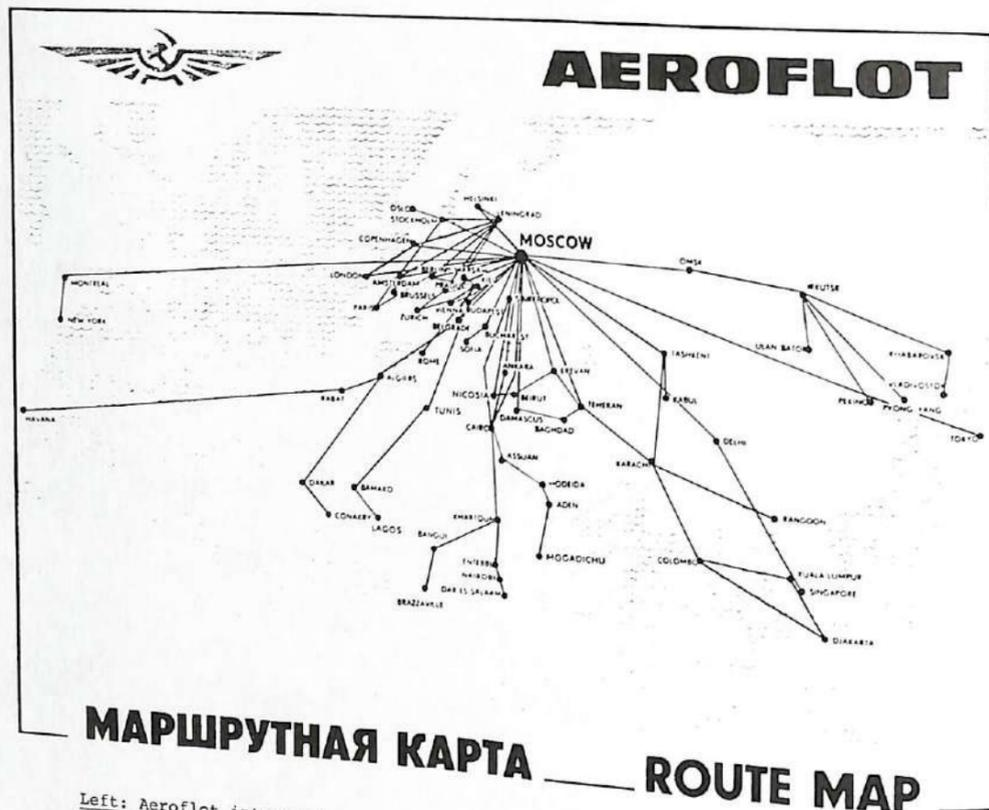 AEROFLOT
HELSINKI
OSLO
LENINGRAD
STOCKHOLM
MOSCOW
COPENHAGEN
OMSK
LONDON
BERLIN
AMSTERDAM
MONTREAL
IRKUTSK
BRUSSELS
PARIS
ZURICH
VIENNA
BUDAPEST
NEW YORK
BELGRADE
BUCHAREST
SOFIA
ULAN BATOR
KHABAROVSK
ROME
TASHKENT
ANKARA
EREVAN
ALGIERS
VLADIVOSTOK
RABAT
NICOSIA
BEIRUT
KABUL
PEKING
PYONG YANG
HAVANA
TUNIS
TEHERAN
DAMASCUS
CAIRO
BAGHDAD
DELHI
TOKYO
ASSUAN
KARACHI
DAKAR
BAMAKO
HODEIDA
ADEN
CONAKRY
LAGOS
KHARTOUM
RANGOON
BANGUI
MOGADICHU
ENTEBBE
COLOMBO
NAIROBI
KUALA LUMPUR
DAR ES SALAAM
SINGAPORE
BRAZZAVILLE
DJAKARTA
МАРШРУТНАЯ КАРТА ROUTE MAP
Left: Aeroflot